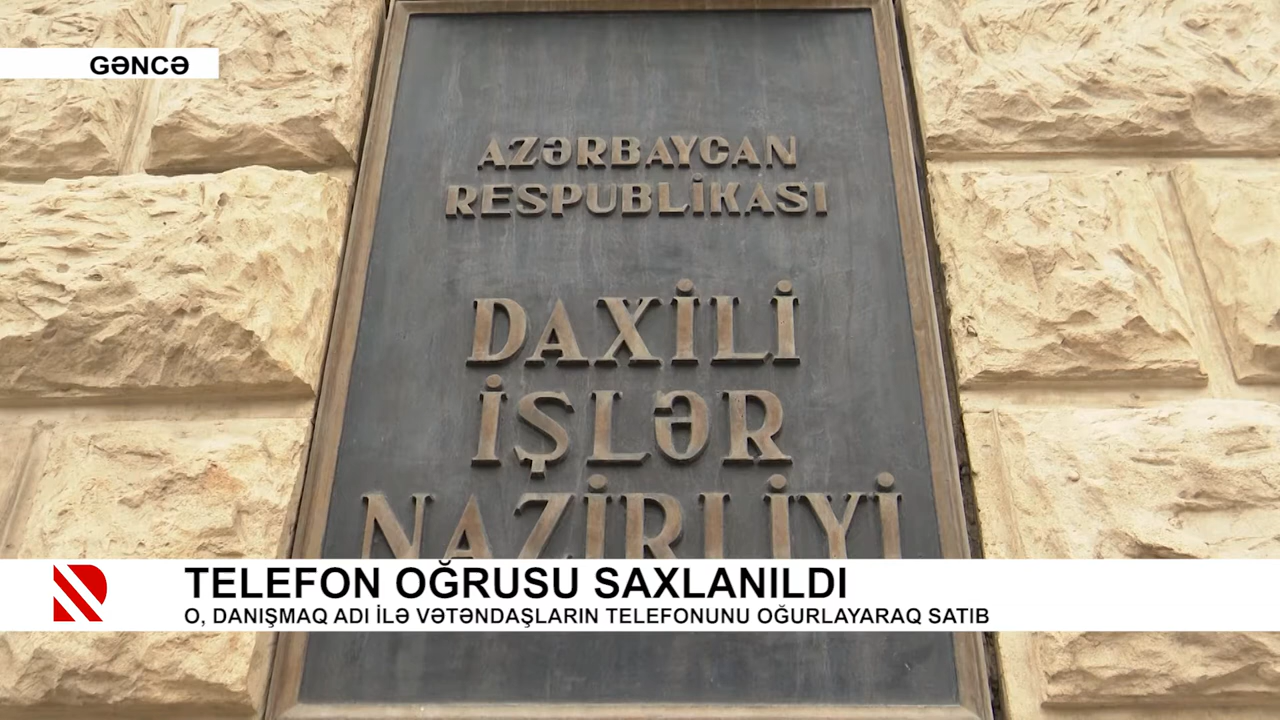 GƏNCƏ
AZƏRBAYCAN
RESPUBLİKASI
DAXİLİ
İŞLƏR
NAZİRLİYİ
TELEFON OĞRUSU SAXLANILDI
O, DANIŞMAQ ADI İLƏ VƏTƏNDAŞLARIN TELEFONUNU OĞURLAYARAQ SATIB